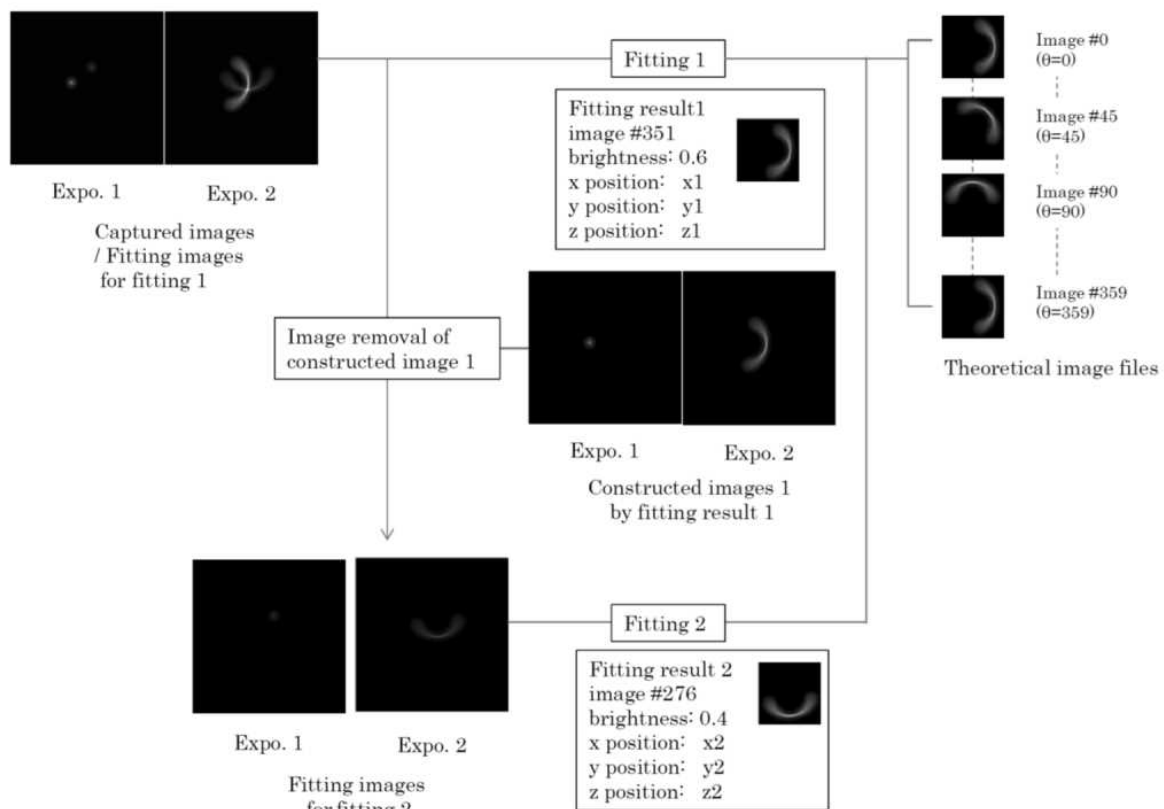 Expo. 1
Expo. 2
Captured images
/ Fitting images
for fitting 1
Fitting 1
Fitting result1
image #351
brightness: 0.6
x position: x1
y position: y1
z position: z1
Image #0
(θ=0)
Image #45
(θ=45)
Image #90
(θ=90)
Image #359
(θ=359)
Theoretical image files
Image removal of
constructed image 1
Expo. 1
Expo. 2
Constructed images 1
by fitting result 1
Expo. 1
Expo. 2
Fitting images
for fitting 2
Fitting 2
Fitting result 2
image #276
brightness: 0.4
x position: x2
y position: y2
z position: z2